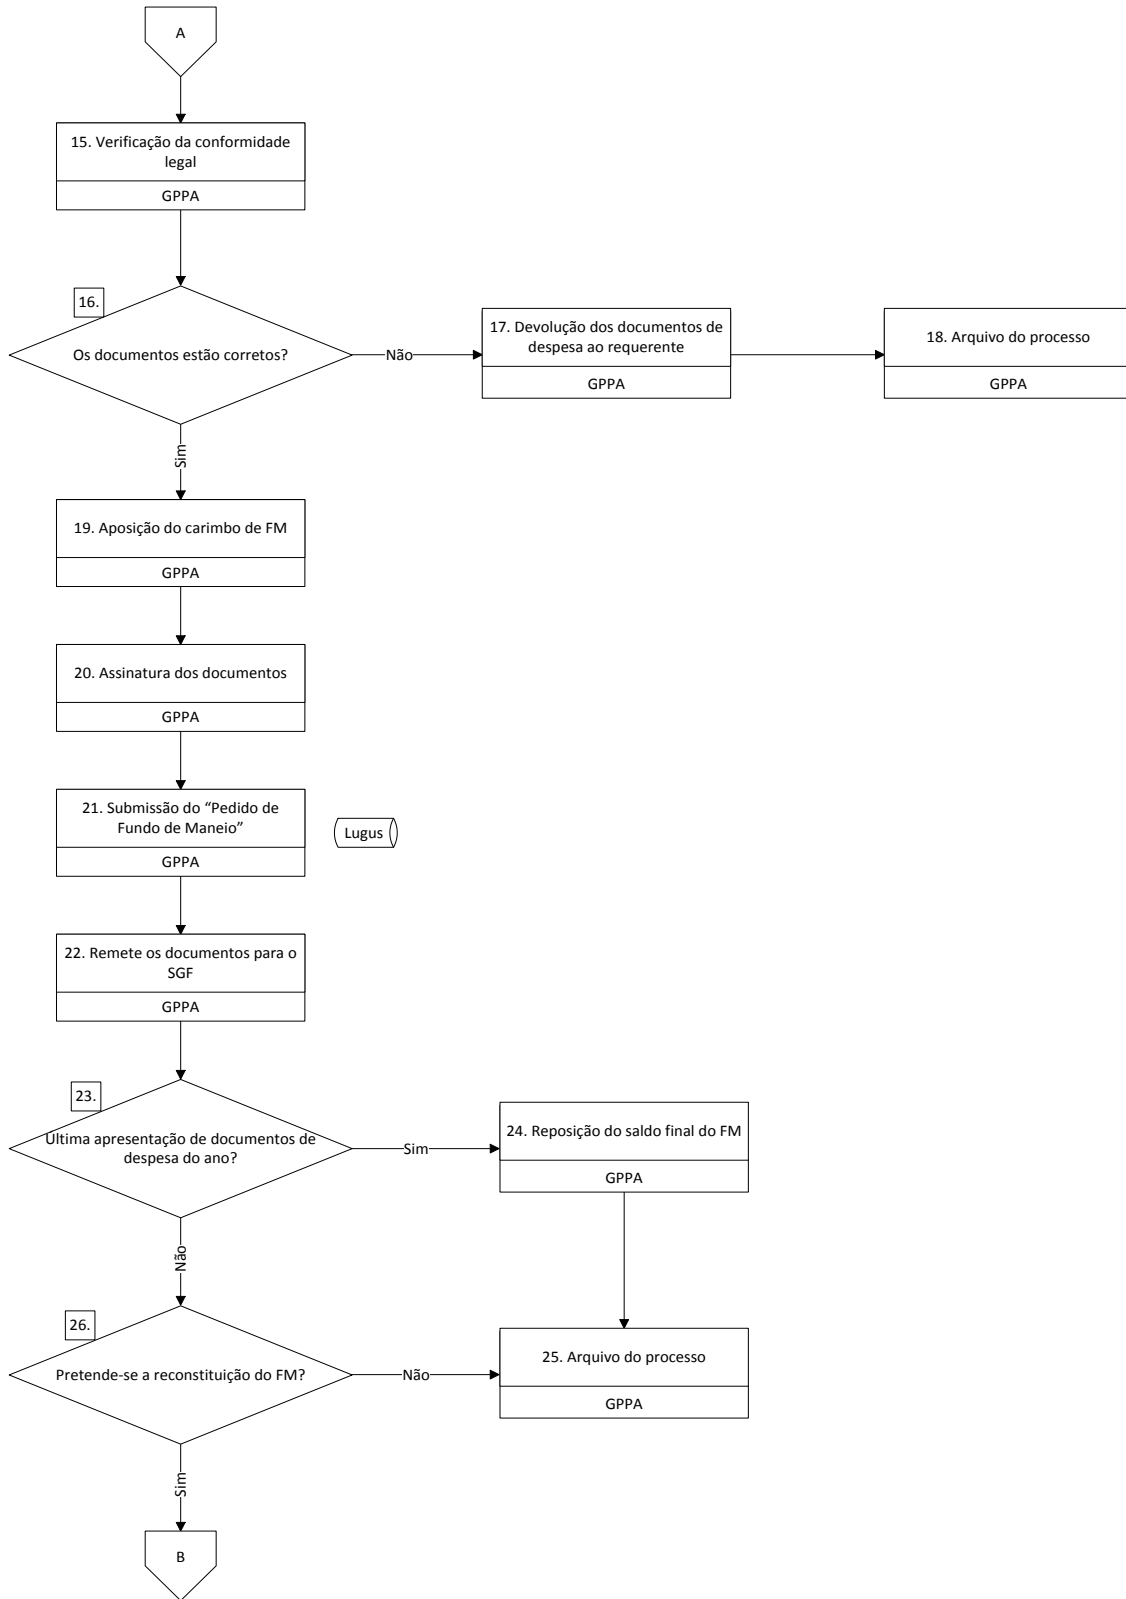 A
15. Verificação da conformidade
legal
GPPA
16.
Os documentos estão corretos?
Não
17. Devolução dos documentos de
despesa ao requerente
GPPA
18. Arquivo do processo
GPPA
Sim
19. Aposição do carimbo de FM
GPPA
20. Assinatura dos documentos
GPPA
21. Submissão do “Pedido de
Fundo de Maneio”
GPPA
Lugus
22. Remete os documentos para o
SGF
GPPA
23.
Última apresentação de documentos de
despesa do ano?
Sim
24. Reposição do saldo final do FM
GPPA
Não
26.
Pretende-se a reconstituição do FM?
Não
25. Arquivo do processo
GPPA
Sim
B